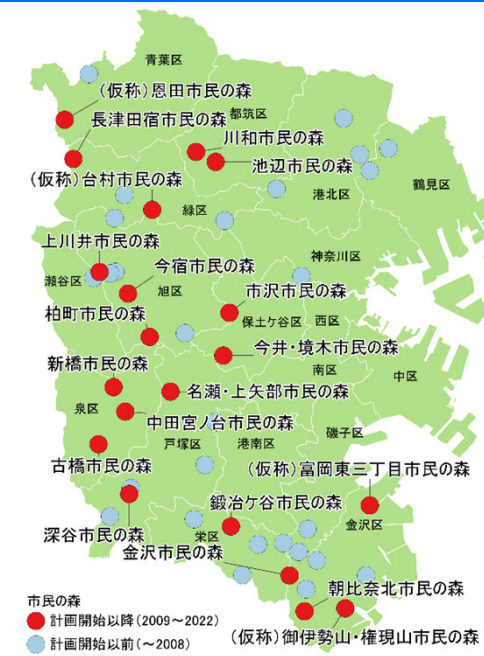 青葉区
(仮称)恩田市民の森
都筑区
長津田宿市民の森
川和市民の森
池辺市民の森
(仮称)台村市民の森
鶴見区
港北区
緑区
上川井市民の森
神奈川区
瀬谷区
今宿市民の森
旭区
市沢市民の森
柏町市民の森
保土ケ谷区
西区
今井・境木市民の森
新橋市民の森
南区
中区
名瀬・上矢部市民の森
泉区
中田宮ノ台市民の森
磯子区
戸塚区
港南区
古橋市民の森
(仮称)富岡東三丁目市民の森
鍛冶ケ谷市民の森
金沢区
深谷市民の森
栄区
金沢市民の森
朝比奈北市民の森
市民の森
計画開始以降(2009～2022)
計画開始以前(～2008)
(仮称)御伊勢山・権現山市民の森